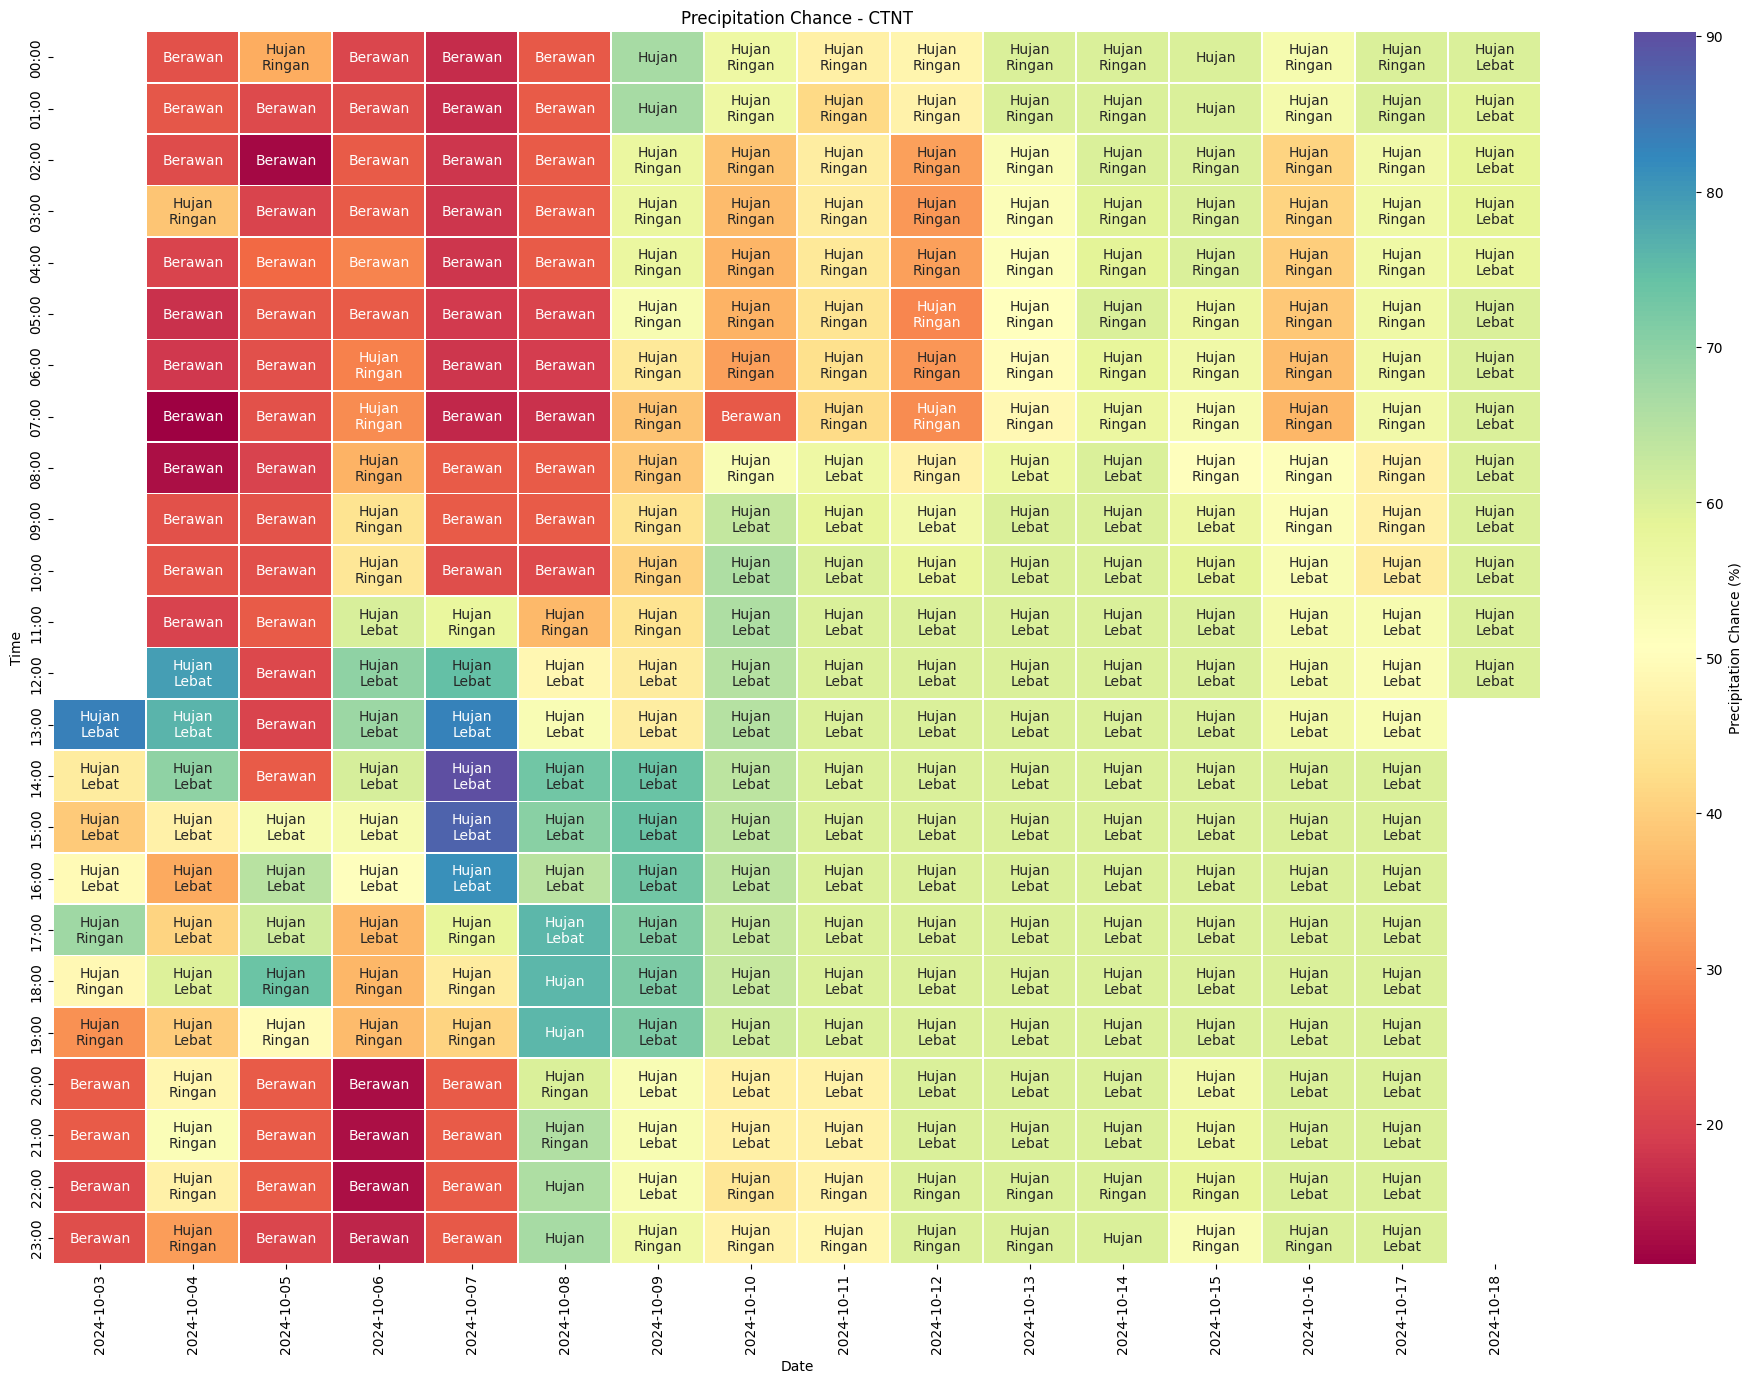 Precipitation Chance - CTNT
00:00 Berawan Hujan Ringan Berawan Berawan Berawan Hujan Hujan Ringan Hujan Ringan Hujan Ringan Hujan Ringan Hujan Ringan Hujan Hujan Ringan Hujan Ringan Hujan Lebat
01:00 Berawan Berawan Berawan Berawan Berawan Hujan Hujan Ringan Hujan Ringan Hujan Ringan Hujan Ringan Hujan Ringan Hujan Hujan Ringan Hujan Ringan Hujan Lebat
02:00 Berawan Berawan Berawan Berawan Berawan Hujan Ringan Hujan Ringan Hujan Ringan Hujan Ringan Hujan Ringan Hujan Ringan Hujan Ringan Hujan Ringan Hujan Ringan Hujan Lebat
03:00 Hujan Ringan Berawan Berawan Berawan Berawan Hujan Ringan Hujan Ringan Hujan Ringan Hujan Ringan Hujan Ringan Hujan Ringan Hujan Ringan Hujan Ringan Hujan Ringan Hujan Lebat
04:00 Berawan Berawan Berawan Berawan Berawan Hujan Ringan Hujan Ringan Hujan Ringan Hujan Ringan Hujan Ringan Hujan Ringan Hujan Ringan Hujan Ringan Hujan Ringan Hujan Lebat
05:00 Berawan Berawan Berawan Berawan Berawan Hujan Ringan Hujan Ringan Hujan Ringan Hujan Ringan Hujan Ringan Hujan Ringan Hujan Ringan Hujan Ringan Hujan Ringan Hujan Lebat
06:00 Berawan Berawan Hujan Ringan Berawan Berawan Hujan Ringan Hujan Ringan Hujan Ringan Hujan Ringan Hujan Ringan Hujan Ringan Hujan Ringan Hujan Ringan Hujan Ringan Hujan Lebat
07:00 Berawan Berawan Hujan Ringan Berawan Berawan Hujan Ringan Berawan Hujan Ringan Hujan Ringan Hujan Ringan Hujan Ringan Hujan Ringan Hujan Ringan Hujan Ringan Hujan Lebat
08:00 Berawan Berawan Hujan Ringan Berawan Berawan Hujan Ringan Hujan Ringan Hujan Lebat Hujan Ringan Hujan Lebat Hujan Lebat Hujan Ringan Hujan Ringan Hujan Ringan Hujan Lebat
09:00 Berawan Berawan Hujan Ringan Berawan Berawan Hujan Ringan Hujan Lebat Hujan Lebat Hujan Lebat Hujan Lebat Hujan Lebat Hujan Lebat Hujan Ringan Hujan Ringan Hujan Lebat
10:00 Berawan Berawan Hujan Ringan Berawan Berawan Hujan Ringan Hujan Lebat Hujan Lebat Hujan Lebat Hujan Lebat Hujan Lebat Hujan Lebat Hujan Lebat Hujan Lebat Hujan Lebat
11:00 Berawan Berawan Hujan Lebat Hujan Ringan Hujan Ringan Hujan Ringan Hujan Lebat Hujan Lebat Hujan Lebat Hujan Lebat Hujan Lebat Hujan Lebat Hujan Lebat Hujan Lebat Hujan Lebat
12:00 Hujan Lebat Berawan Hujan Lebat Hujan Lebat Hujan Lebat Hujan Lebat Hujan Lebat Hujan Lebat Hujan Lebat Hujan Lebat Hujan Lebat Hujan Lebat Hujan Lebat Hujan Lebat Hujan Lebat
13:00 Hujan Lebat Hujan Lebat Berawan Hujan Lebat Hujan Lebat Hujan Lebat Hujan Lebat Hujan Lebat Hujan Lebat Hujan Lebat Hujan Lebat Hujan Lebat Hujan Lebat Hujan Lebat Hujan Lebat
14:00 Hujan Lebat Hujan Lebat Berawan Hujan Lebat Hujan Lebat Hujan Lebat Hujan Lebat Hujan Lebat Hujan Lebat Hujan Lebat Hujan Lebat Hujan Lebat Hujan Lebat Hujan Lebat Hujan Lebat
15:00 Hujan Lebat Hujan Lebat Hujan Lebat Hujan Lebat Hujan Lebat Hujan Lebat Hujan Lebat Hujan Lebat Hujan Lebat Hujan Lebat Hujan Lebat Hujan Lebat Hujan Lebat Hujan Lebat Hujan Lebat
16:00 Hujan Lebat Hujan Lebat Hujan Lebat Hujan Lebat Hujan Lebat Hujan Lebat Hujan Lebat Hujan Lebat Hujan Lebat Hujan Lebat Hujan Lebat Hujan Lebat Hujan Lebat Hujan Lebat Hujan Lebat
17:00 Hujan Ringan Hujan Lebat Hujan Lebat Hujan Lebat Hujan Ringan Hujan Lebat Hujan Lebat Hujan Lebat Hujan Lebat Hujan Lebat Hujan Lebat Hujan Lebat Hujan Lebat Hujan Lebat Hujan Lebat
18:00 Hujan Ringan Hujan Lebat Hujan Ringan Hujan Ringan Hujan Ringan Hujan Hujan Lebat Hujan Lebat Hujan Lebat Hujan Lebat Hujan Lebat Hujan Lebat Hujan Lebat Hujan Lebat Hujan Lebat
19:00 Hujan Ringan Hujan Lebat Hujan Ringan Hujan Ringan Hujan Ringan Hujan Hujan Lebat Hujan Lebat Hujan Lebat Hujan Lebat Hujan Lebat Hujan Lebat Hujan Lebat Hujan Lebat Hujan Lebat
20:00 Berawan Hujan Ringan Berawan Berawan Berawan Hujan Ringan Hujan Lebat Hujan Lebat Hujan Lebat Hujan Lebat Hujan Lebat Hujan Lebat Hujan Lebat Hujan Lebat Hujan Lebat
21:00 Berawan Hujan Ringan Berawan Berawan Berawan Hujan Ringan Hujan Lebat Hujan Lebat Hujan Lebat Hujan Lebat Hujan Lebat Hujan Lebat Hujan Lebat Hujan Lebat Hujan Lebat
22:00 Berawan Hujan Ringan Berawan Berawan Berawan Hujan Hujan Lebat Hujan Ringan Hujan Ringan Hujan Ringan Hujan Ringan Hujan Ringan Hujan Ringan Hujan Lebat Hujan Lebat
23:00 Berawan Hujan Ringan Berawan Berawan Berawan Hujan Hujan Ringan Hujan Ringan Hujan Ringan Hujan Ringan Hujan Ringan Hujan Hujan Ringan Hujan Ringan Hujan Lebat
Time
2024-10-03 2024-10-04 2024-10-05 2024-10-06 2024-10-07 2024-10-08 2024-10-09 2024-10-10 2024-10-11 2024-10-12 2024-10-13 2024-10-14 2024-10-15 2024-10-16 2024-10-17 2024-10-18
Date
90
80
70
60
50
40
30
20
Precipitation Chance (%)